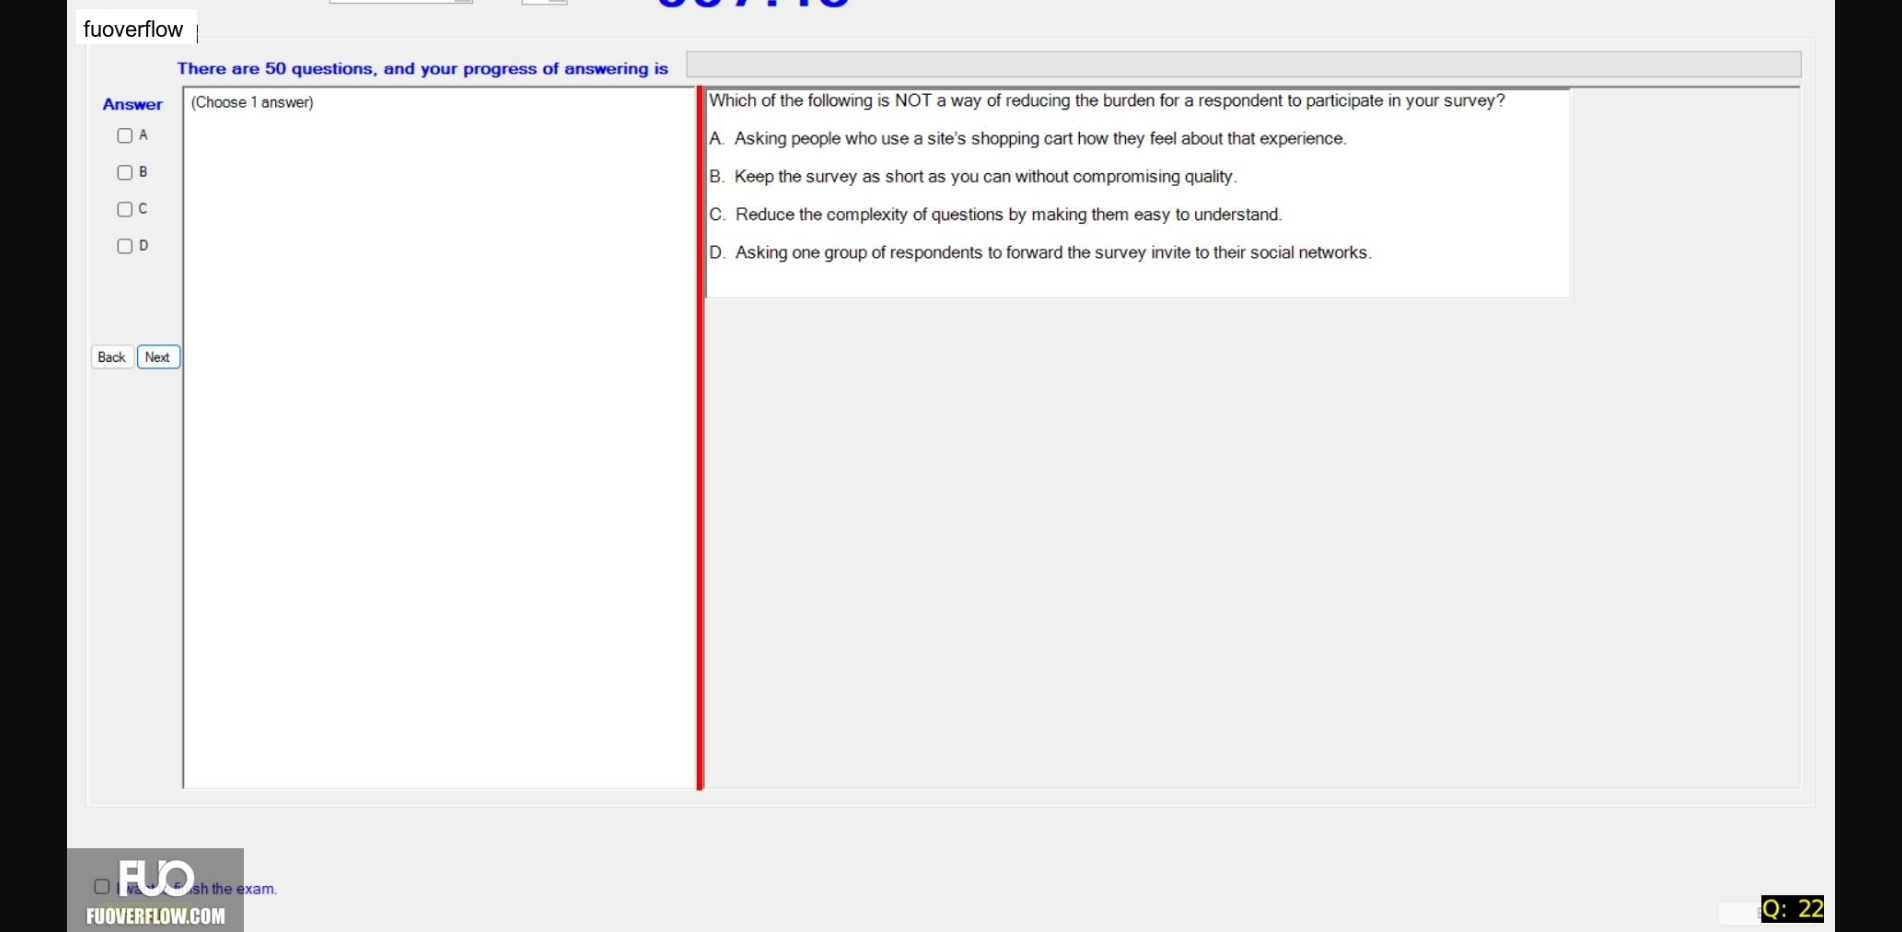 fuoverflow
There are 50 questions, and your progress of answering is
Answer
(Choose 1 answer)
A
B
C
D
Back Next
Which of the following is NOT a way of reducing the burden for a respondent to participate in your survey?
A. Asking people who use a site's shopping cart how they feel about that experience.
B. Keep the survey as short as you can without compromising quality.
C. Reduce the complexity of questions by making them easy to understand.
D. Asking one group of respondents to forward the survey invite to their social networks.
FUO
the exam.
FUOVERFLOW.COM
Q: 22